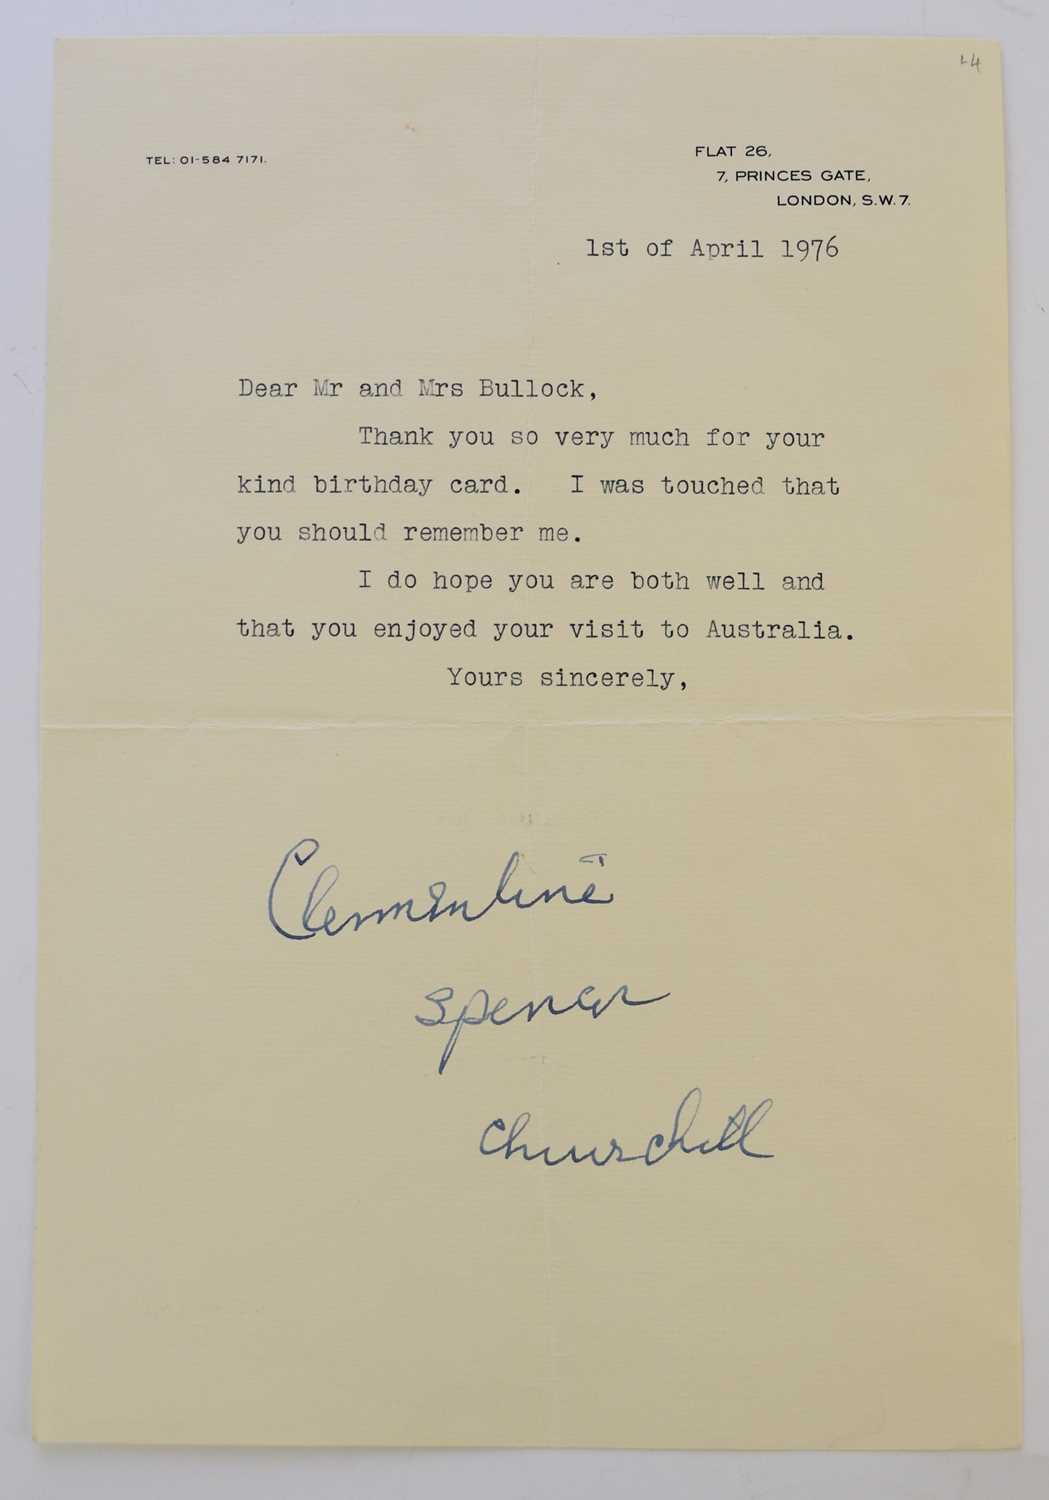 L4
TEL: 01-584 7171.
FLAT 26,
7, PRINCES GATE,
LONDON, S.W.7.
1st of April 1976
Dear Mr and Mrs Bullock,
Thank you so very much for your
kind birthday card. I was touched that
you should remember me.
I do hope you are both well and
that you enjoyed your visit to Australia.
Yours sincerely,
Clementine
Spencer
Churchill